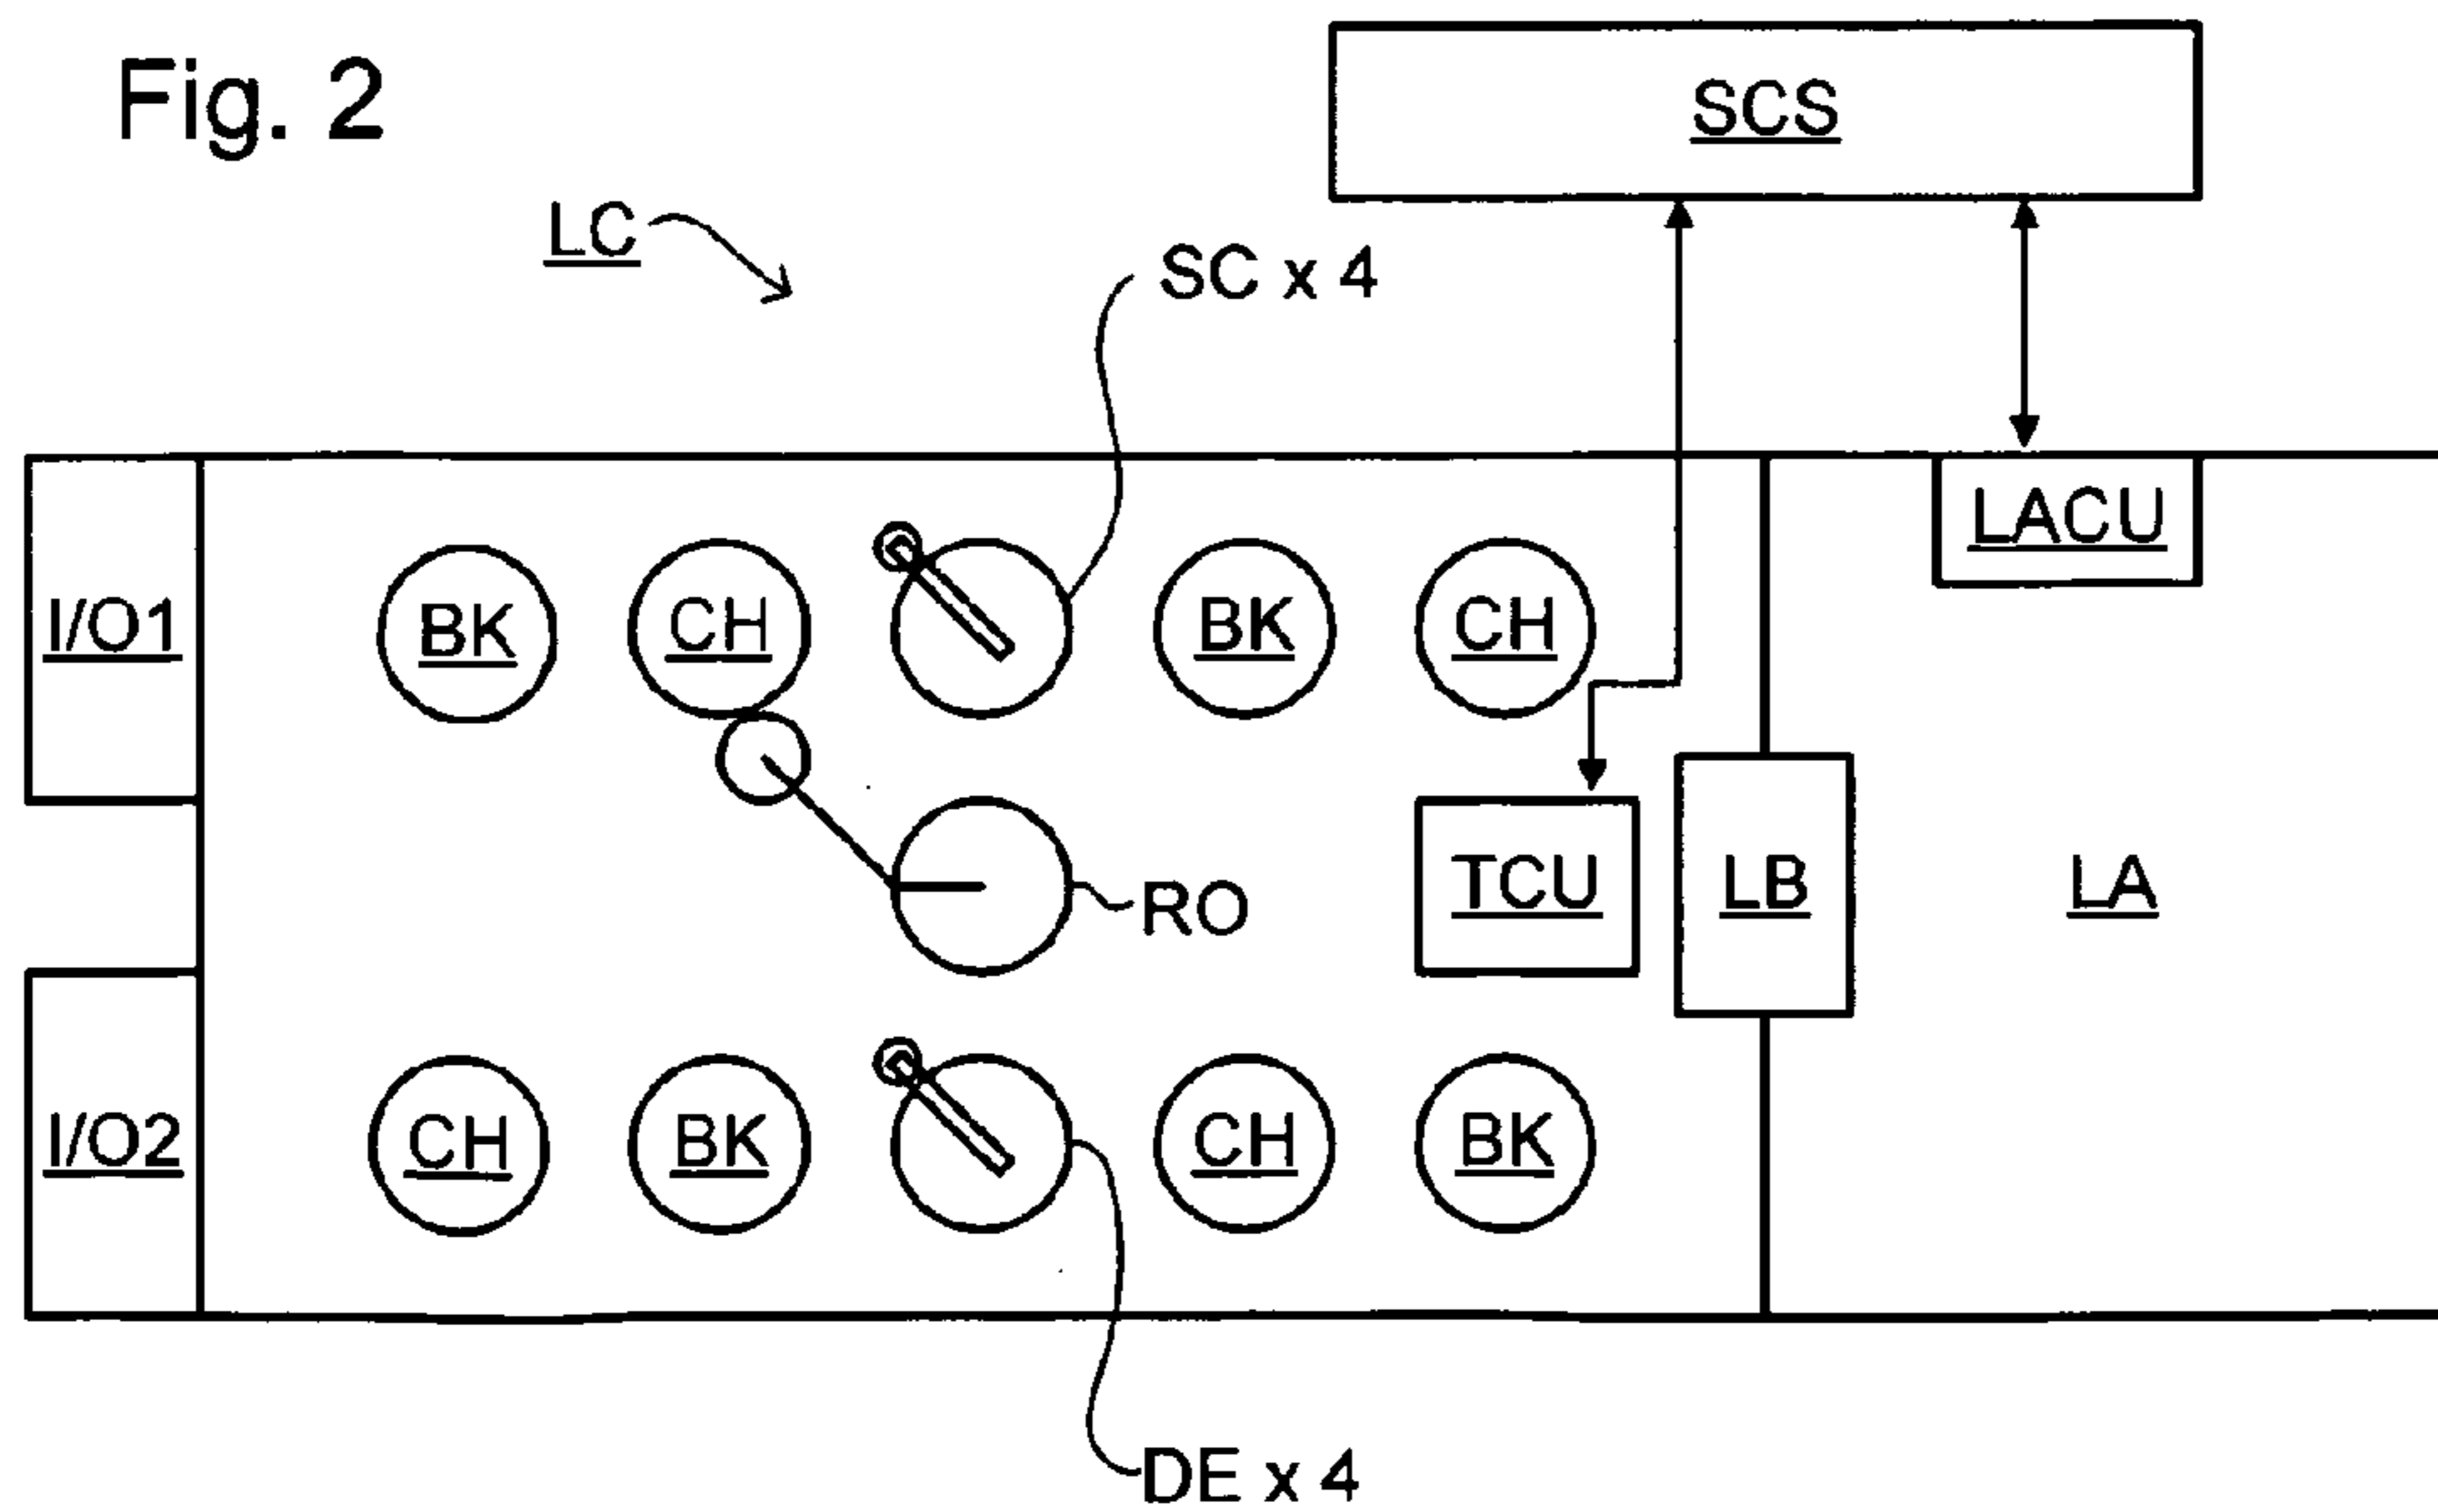 Fig. 2
SCS
LC
SC x 4
LACU
I/O1
BK
CH
BK
CH
RO
TCU
LB
LA
I/O2
CH
BK
CH
BK
DE x 4